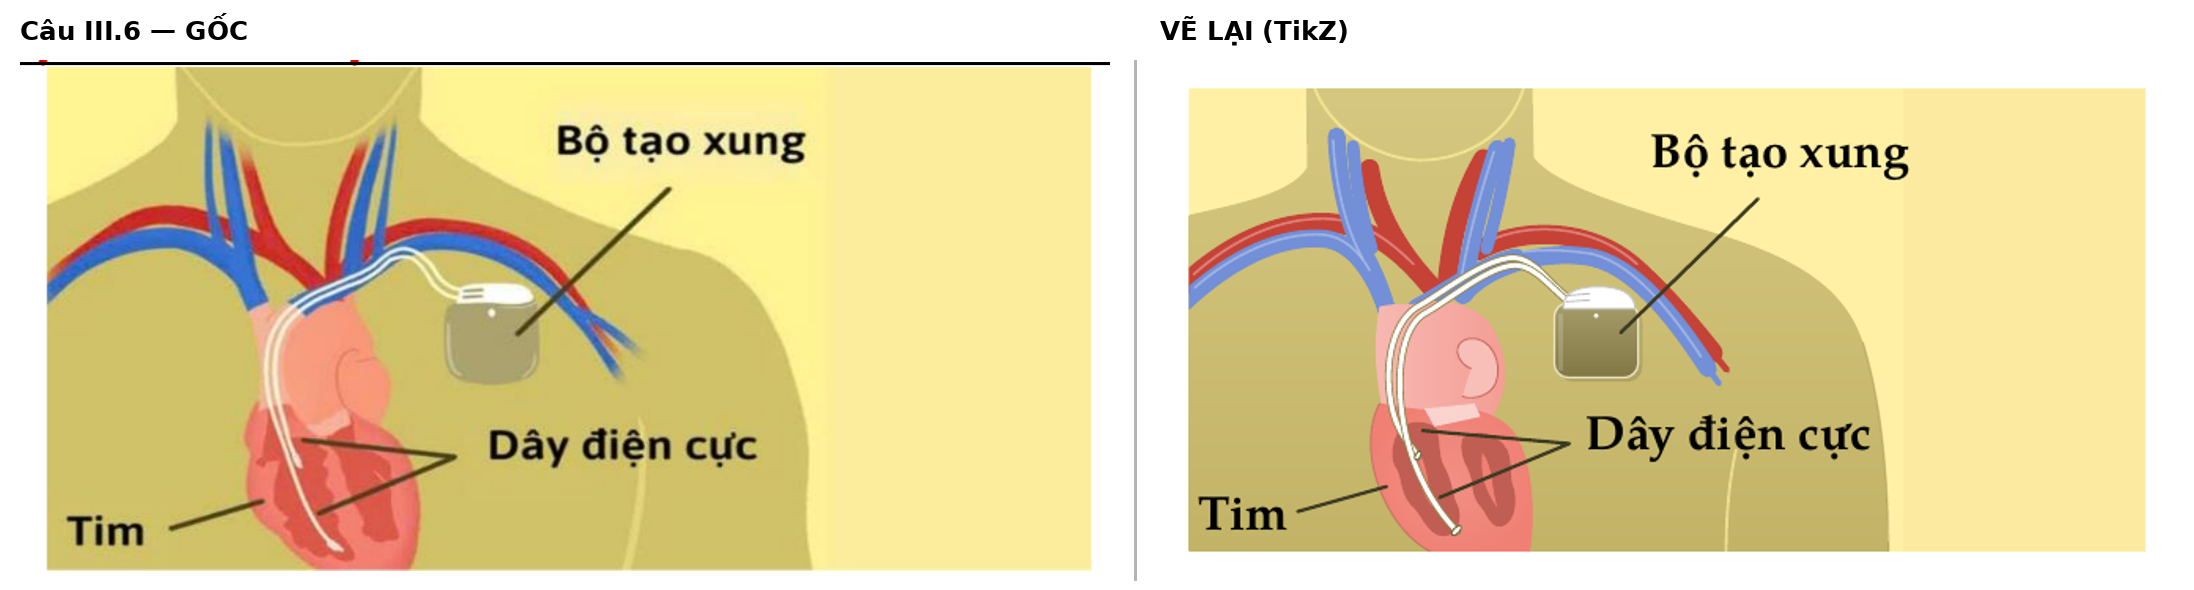 Câu III.6 — GỐC
Bộ tạo xung
Dây điện cực
Tim
VẼ LẠI (TikZ)
Bộ tạo xung
Dây điện cực
Tim